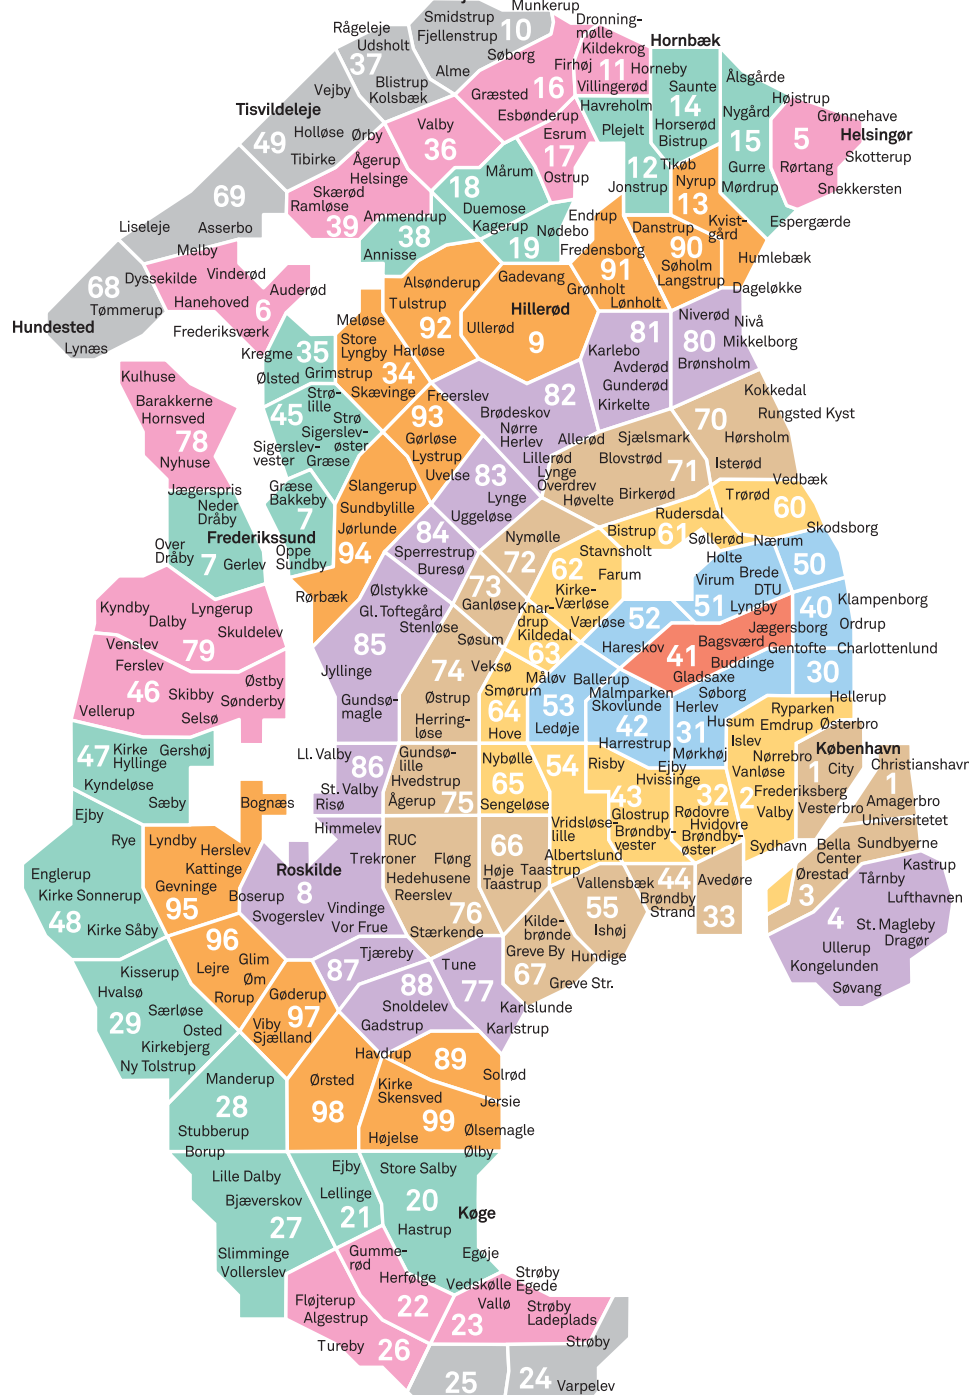 Munkerup
Smidstrup
Dronning-
mølle
Rågeleje
Fjellenstrup
10
Udsholt
Kildekrog
Hornbæk
Søborg
37
Firhøj
11
Horneby
Alme
Ålsgårde
Blistrup
Villingerød
Saunte
Vejby
Kolsbæk
Græsted
16
Havreholm
14
Højstrup
Tisvildeleje
Esbønderup
Nygård
Grønnehave
Valby
Plejelt
Horserød
5
Helsingør
Holløse
Ørby
Esrum
Bistrup
15
49
36
17
Skotterup
Tibirke
Ågerup
12
Tikøb
Gurre
Rørtang
Helsinge
Mårum
Ostrup
Nyrup
Mørdrup
Snekkersten
69
Skærød
18
Jonstrup
13
Ramløse
Duemose
Endrup
Kvist-
gård
Espergærde
Liseleje
Asserbo
39
Ammendrup
Kagerup
Nødebo
Danstrup
38
19
Fredensborg
90
Melby
Annisse
Humlebæk
68
Dyssekilde
Vinderød
Gadevang
91
Søholm
Alsønderup
Grønholt
Langstrup
Dageløkke
Tømmerup
Hanehoved
6
Auderød
Tulstrup
Hillerød
Lønholt
Hundested
Frederiksværk
Meløse
92
Ullerød
9
81
Niverød
Nivå
Lynæs
Kregme
35
Store
Lyngby
Harløse
Karlebo
80
Mikkelborg
Kulhuse
Ølsted
Grimstrup
34
Avderød
Brønsholm
Skævinge
Gunderød
Barakkerne
Strø-
lille
Freerslev
82
Kirkelte
Kokkedal
Hornsved
45
Strø
93
Brødeskov
70
Rungsted Kyst
78
Sigerslev-
øster
Gørløse
Nørre
Herlev
Allerød
Sjælsmark
Hørsholm
Sigerslev-
vester
Nyhuse
Græse
Lystrup
Lillerød
Blovstrød
71
Isterød
Uvelse
83
Lynge
Overdrev
Vedbæk
Jægerspris
Græse
Bakkeby
Slangerup
Lynge
Høvelte
Birkerød
Trørød
60
Neder
Dråby
7
Sundbylille
Uggeløse
Rudersdal
Frederikssund
Jørlunde
84
Nymølle
Bistrup
61
Søllerød
Nærum
Skodsborg
Over
Dråby
7
Gerlev
Oppe
Sundby
94
Sperrestrup
72
Stavnsholt
Holte
50
Buresø
62
Brede
Rørbæk
Ølstykke
73
Farum
Virum
DTU
Kyndby
Lyngerup
Gl. Toftegård
Ganløse
Kirke-
Værløse
51
Dalby
Stenløse
Knar-
drup
Værløse
52
Lyngby
40
Klampenborg
Skuldelev
85
Søsum
Kildedal
Jægersborg
Ordrup
Venslev
79
Hareskov
Bagsværd
Gentofte
Charlottenlund
Ferslev
63
41
Buddinge
Jyllinge
74
Veksø
Måløv
Ballerup
Gladsaxe
30
46
Skibby
Østby
Smørum
Malmparken
Søborg
Sønderby
Gundsø-
magle
Østrup
53
Skovlunde
Herlev
Hellerup
Vellerup
Selsø
64
Ryparken
Herring-
løse
Ledøje
42
31
Husum
Emdrup
Østerbro
Hove
Harrestrup
Islev
København
47
Kirke
Hyllinge
Gershøj
Ll. Valby
Gundsø-
lille
Nybølle
Mørkhøj
Nørrebro
Christianshavn
86
54
Risby
Ejby
Vanløse
1
City
Kyndeløse
Hvedstrup
65
Hvissinge
Frederiksberg
1
St. Valby
Sengeløse
43
32
2
Amagerbro
Sæby
Risø
Ågerup
75
Glostrup
Rødovre
Valby
Vesterbro
Ejby
Bognæs
Universitetet
Himmelev
Vridsløse-
lille
Brøndby-
vester
Hvidovre
Brøndby-
øster
Sydhavn
Bella
Center
Sundbyerne
Rye
Lyndby
Herslev
RUC
66
Albertslund
Trekroner
Fløng
Kastrup
Englerup
Kattinge
Roskilde
Høje
Taastrup
Taastrup
44
Ørestad
Tårnby
Kirke Sonnerup
Gevninge
8
Hedehusene
Vallensbæk
Avedøre
3
Lufthavnen
Boserup
Reerslev
55
Brøndby
Strand
33
4
95
Vindinge
76
Kilde-
brønde
Ishøj
St. Magleby
48
Kirke Såby
Svogerslev
Vor Frue
Stærkende
Dragør
96
Ullerup
Glim
Tjæreby
Greve By
Hundige
Kisserup
Lejre
87
Tune
67
Kongelunden
Øm
88
77
Greve Str.
Søvang
Hvalsø
Rorup
Gøderup
Særløse
97
Snoldelev
Karlslunde
29
Osted
Viby
Sjælland
Gadstrup
Karlstrup
Kirkebjerg
Ny Tolstrup
Havdrup
89
Manderup
Ørsted
Kirke
Skensved
Solrød
28
98
99
Jersie
Stubberup
Højelse
Ølsemagle
Borup
Ølby
Lille Dalby
Ejby
Store Salby
Bjæverskov
Lellinge
20
27
21
Hastrup
Køge
Slimminge
Gumme-
rød
Egøje
Vollerslev
Herfølge
Strøby
Egede
Vedskølle
Fløjterup
22
Vallø
Strøby
Ladeplads
Algestrup
23
Strøby
Tureby
26
25
24
Varpelev